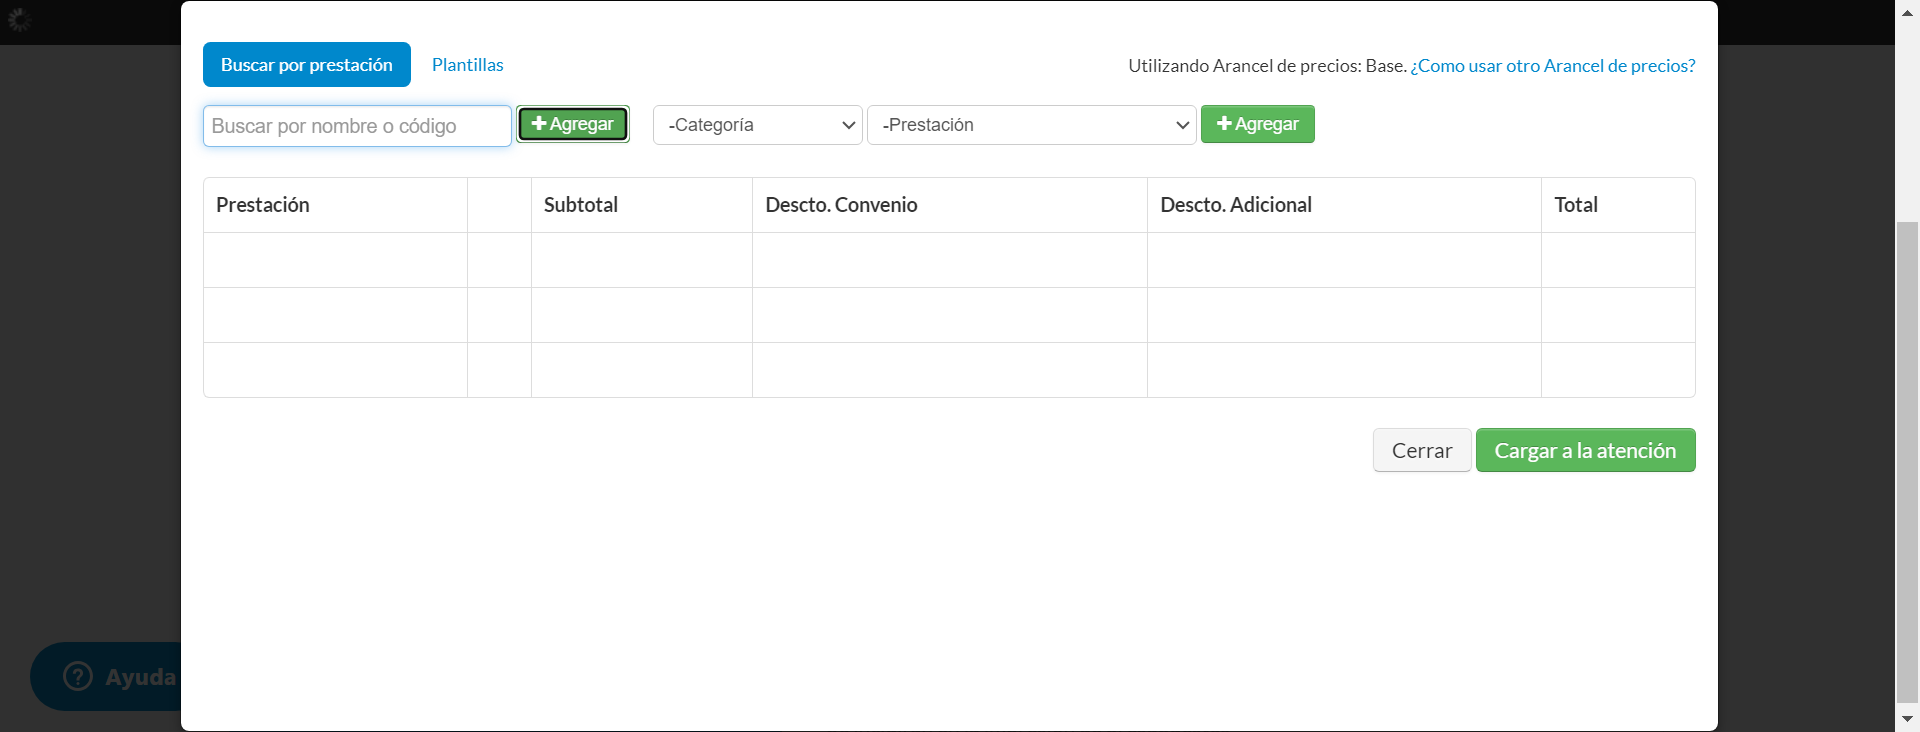 Buscar por prestación
Plantillas
Utilizando Arancel de precios: Base. ¿Como usar otro Arancel de precios?
Buscar por nombre o código
Agregar
-Categoría
-Prestación
Agregar
Prestación
Subtotal
Descto. Convenio
Descto. Adicional
Total
Cerrar
Cargar a la atención
Ayuda